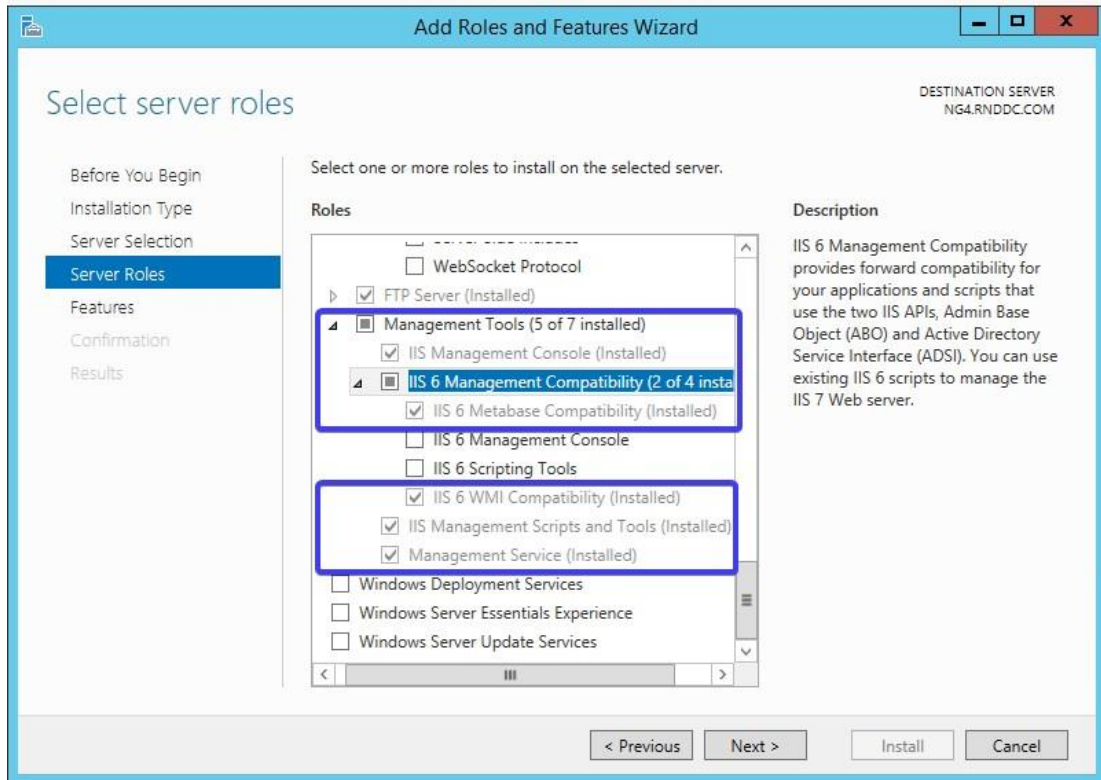 Add Roles and Features Wizard
Select server roles
DESTINATION SERVER
NG4.RNDDC.COM
Before You Begin
Installation Type
Server Selection
Server Roles
Features
Confirmation
Results
Select one or more roles to install on the selected server.
Roles
WebSocket Protocol
FTP Server (Installed)
Management Tools (5 of 7 installed)
IIS Management Console (Installed)
IIS 6 Management Compatibility (2 of 4 insta
IIS 6 Metabase Compatibility (Installed)
IIS 6 Management Console
IIS 6 Scripting Tools
IIS 6 WMI Compatibility (Installed)
IIS Management Scripts and Tools (Installed)
Management Service (Installed)
Windows Deployment Services
Windows Server Essentials Experience
Windows Server Update Services
Description
IIS 6 Management Compatibility
provides forward compatibility for
your applications and scripts that
use the two IIS APIs, Admin Base
Object (ABO) and Active Directory
Service Interface (ADSI). You can use
existing IIS 6 scripts to manage the
IIS 7 Web server.
< Previous
Next >
Install
Cancel